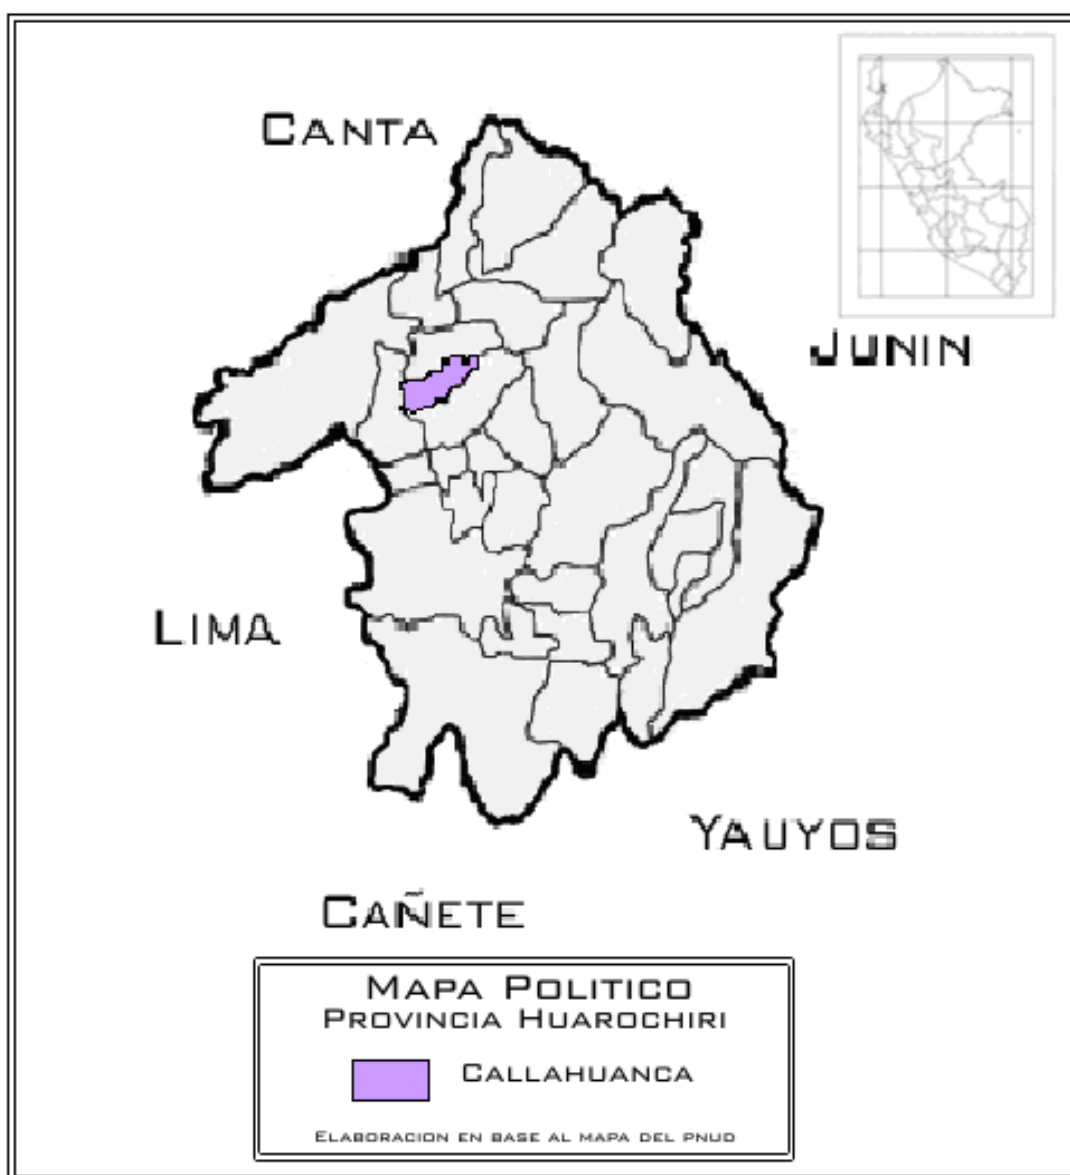 CANTA
JUNIN
LIMA
YAUYOS
CAÑETE
MAPA POLITICO
PROVINCIA HUAROCHIRI
CALLAHUANCA
ELABORACION EN BASE AL MAPA DEL PNUD